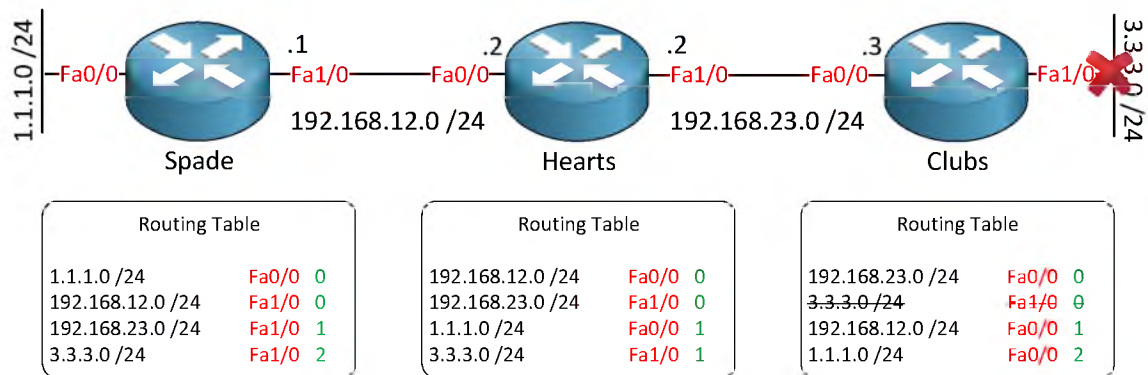 1.1.1.0 /24
Fa0/0
.1
Fa1/0
.2
Fa0/0
.2
Fa1/0
.3
Fa0/0
Fa1/0
3.3.3.0 /24
192.168.12.0 /24
192.168.23.0 /24
Spade
Hearts
Clubs
Routing Table
1.1.1.0 /24 Fa0/0 0
192.168.12.0 /24 Fa1/0 0
192.168.23.0 /24 Fa1/0 1
3.3.3.0 /24 Fa1/0 2
Routing Table
192.168.12.0 /24 Fa0/0 0
192.168.23.0 /24 Fa1/0 0
1.1.1.0 /24 Fa0/0 1
3.3.3.0 /24 Fa1/0 1
Routing Table
192.168.23.0 /24 Fa0/0 0
3.3.3.0 /24 Fa1/0 0
192.168.12.0 /24 Fa0/0 1
1.1.1.0 /24 Fa0/0 2